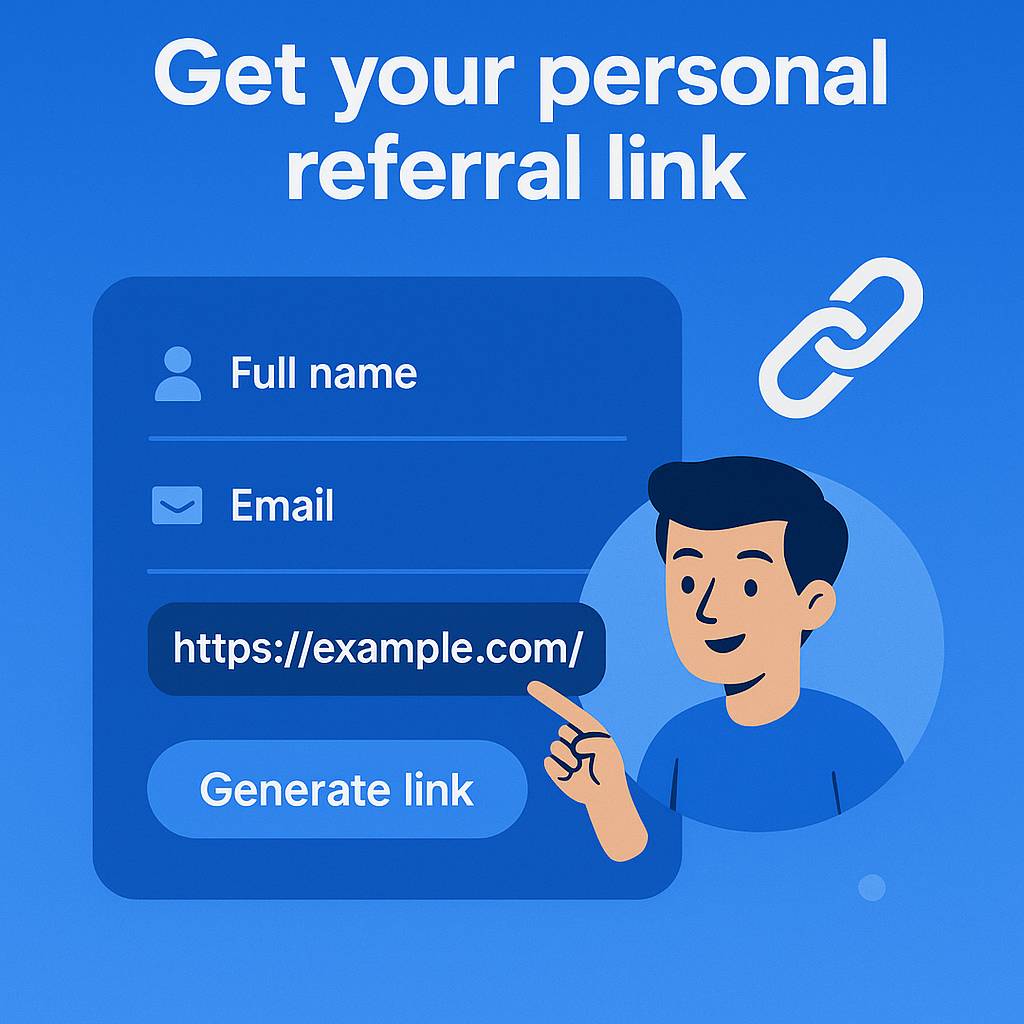 Get your personal
referral link
Full name
Email
https://example.com/
Generate link